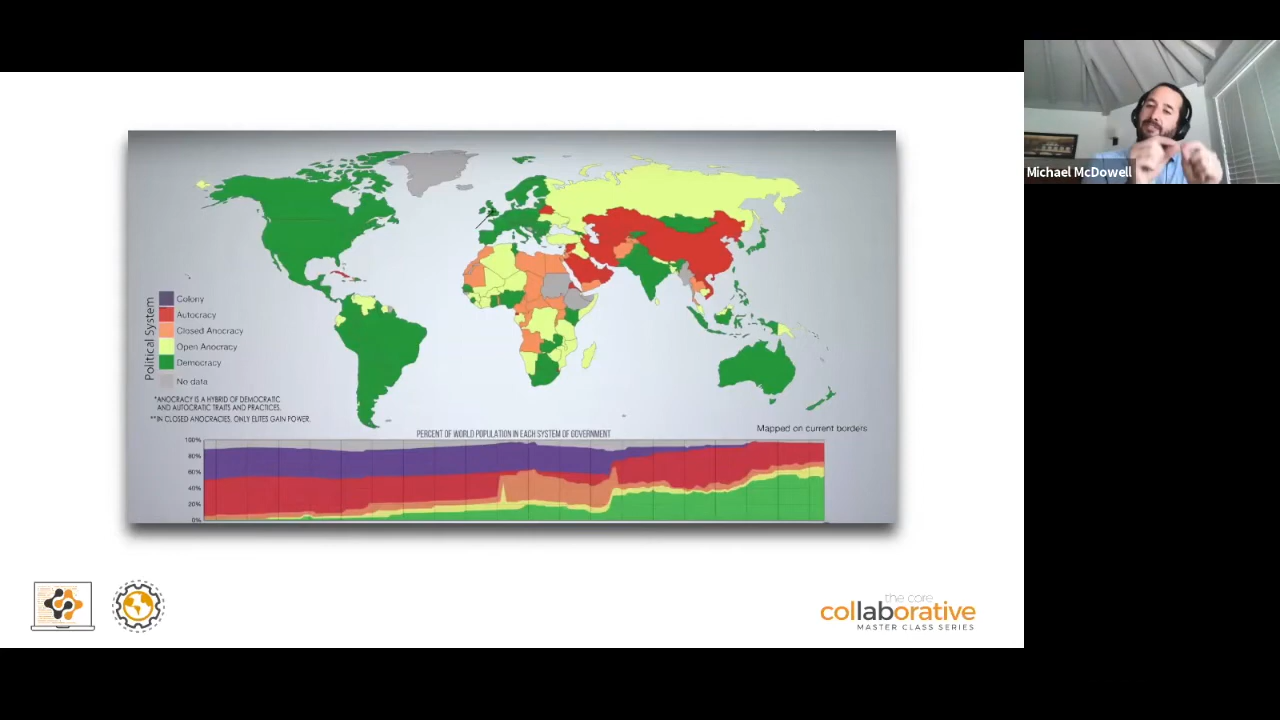 Michael McDowell
Political System
Colony
Autocracy
Closed Anocracy
Open Anocracy
Democracy
No data
*ANOCRACY IS A HYBRID OF DEMOCRATIC
AND AUTOCRATIC TRAITS AND PRACTICES.
**IN CLOSED ANOCRACIES, ONLY ELITES GAIN POWER.
Mapped on current borders
PERCENT OF WORLD POPULATION IN EACH SYSTEM OF GOVERNMENT
100%
80%
60%
40%
20%
0%
the core
collaborative
MASTER CLASS SERIES